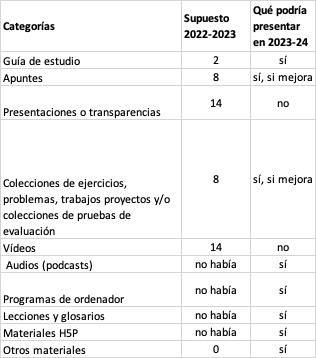 Categorías Supuesto 2022-2023 Qué podría presentar en 2023-24
Guía de estudio 2 sí
Apuntes 8 sí, si mejora
Presentaciones o transparencias 14 no
Colecciones de ejercicios, problemas, trabajos proyectos y/o colecciones de pruebas de evaluación 8 sí, si mejora
Vídeos 14 no
Audios (podcasts) no había sí
Programas de ordenador no había sí
Lecciones y glosarios no había sí
Materiales H5P no había sí
Otros materiales 0 sí